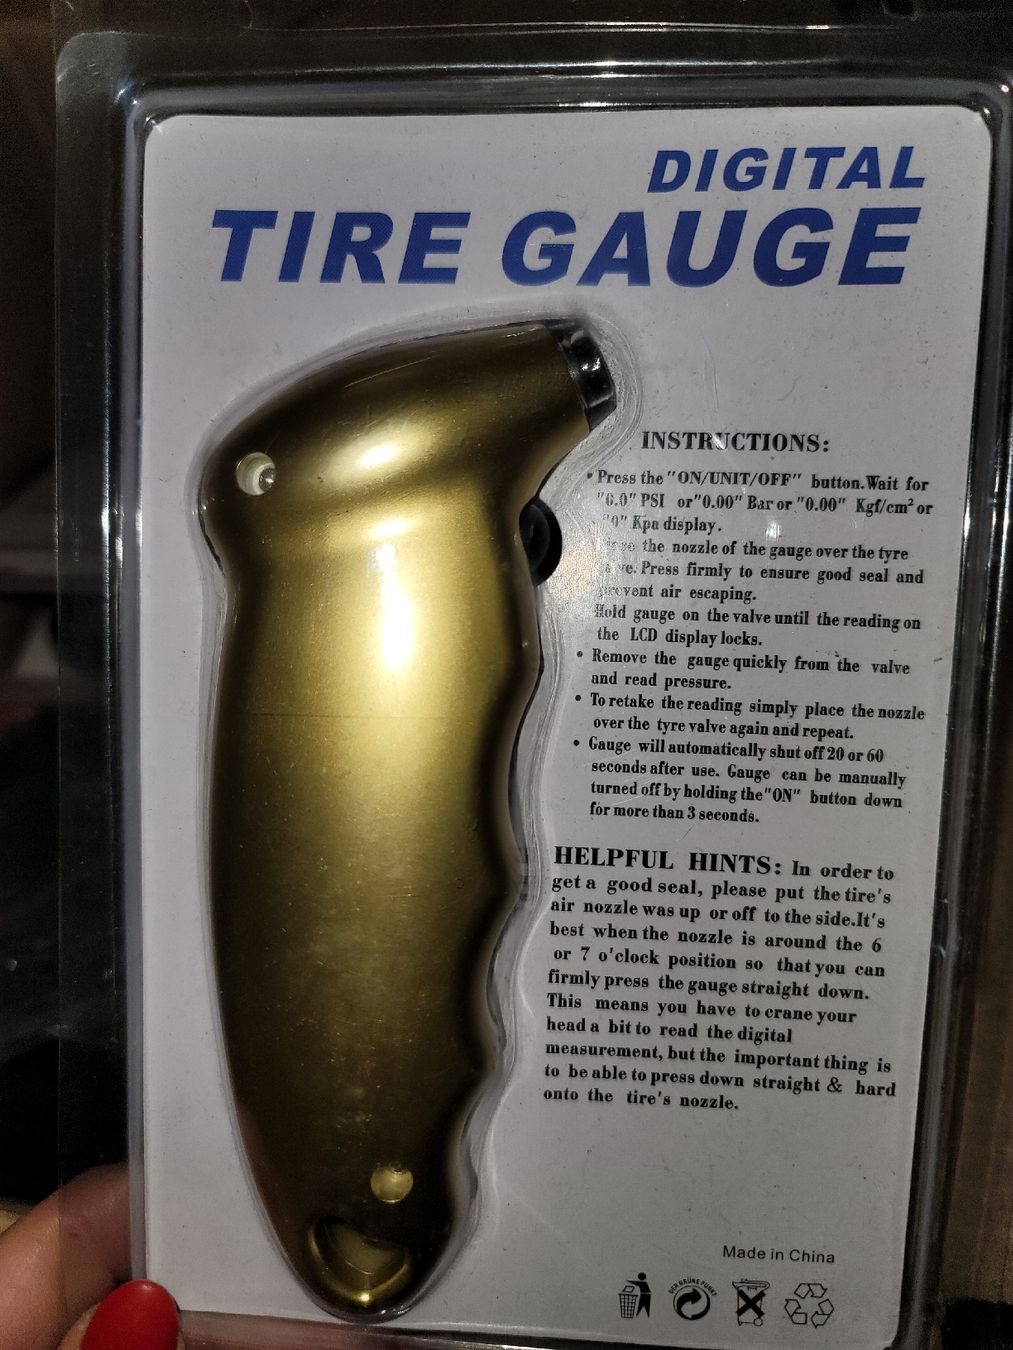 DIGITAL
TIRE GAUGE
INSTRUCTIONS:
• Press the "ON/UNIT/OFF" button.Wait for
"0.0" PSI or "0.00" Bar or "0.00" Kgf/cm² or
"0" Kpa display.
the nozzle of the gauge over the tyre
Press firmly to ensure good seal and
prevent air escaping.
Hold gauge on the valve until the reading on
the LCD display locks.
• Remove the gauge quickly from the valve
and read pressure.
• To retake the reading simply place the nozzle
over the tyre valve again and repeat.
• Gauge will automatically shut off 20 or 60
seconds after use. Gauge can be manually
turned off by holding the "ON" button down
for more than 3 seconds.
HELPFUL HINTS: In order to
get a good seal, please put the tire's
air nozzle was up or off to the side.It's
best when the nozzle is around the 6
or 7 o'clock position so that you can
firmly press the gauge straight down.
This means you have to crane your
head a bit to read the digital
measurement, but the important thing is
to be able to press down straight & hard
onto the tire's nozzle.
Made in China
DER GRÜNE PUNKT